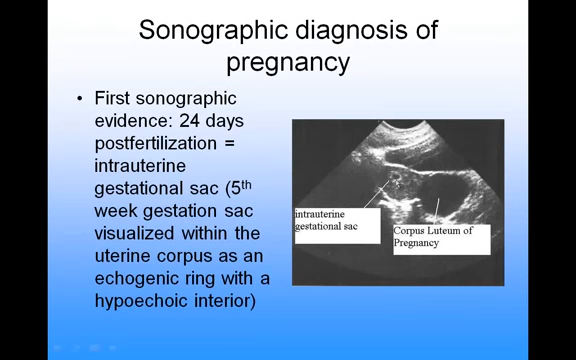 Sonographic diagnosis of
pregnancy
• First sonographic
evidence: 24 days
postfertilization =
intrauterine
gestational sac (5th
week gestation sac
visualized within the
uterine corpus as an
echogenic ring with a
hypoechoic interior)
intrauterine
gestational sac
Corpus Luteum of
Pregnancy